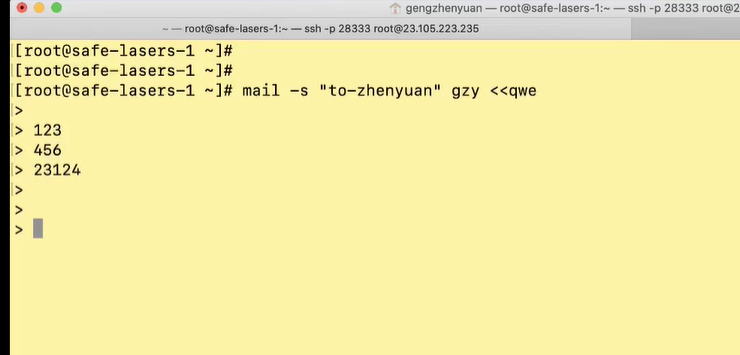 gengzhenyuan — root@safe-lasers-1:~ — ssh -p 28333 root@2
~ — root@safe-lasers-1:~ — ssh -p 28333 root@23.105.223.235
[[root@safe-lasers-1 ~]#
[[root@safe-lasers-1 ~]#
[[root@safe-lasers-1 ~]# mail -s "to-zhenyuan" gzy <<qwe
>
> 123
> 456
> 23124
>
>
>